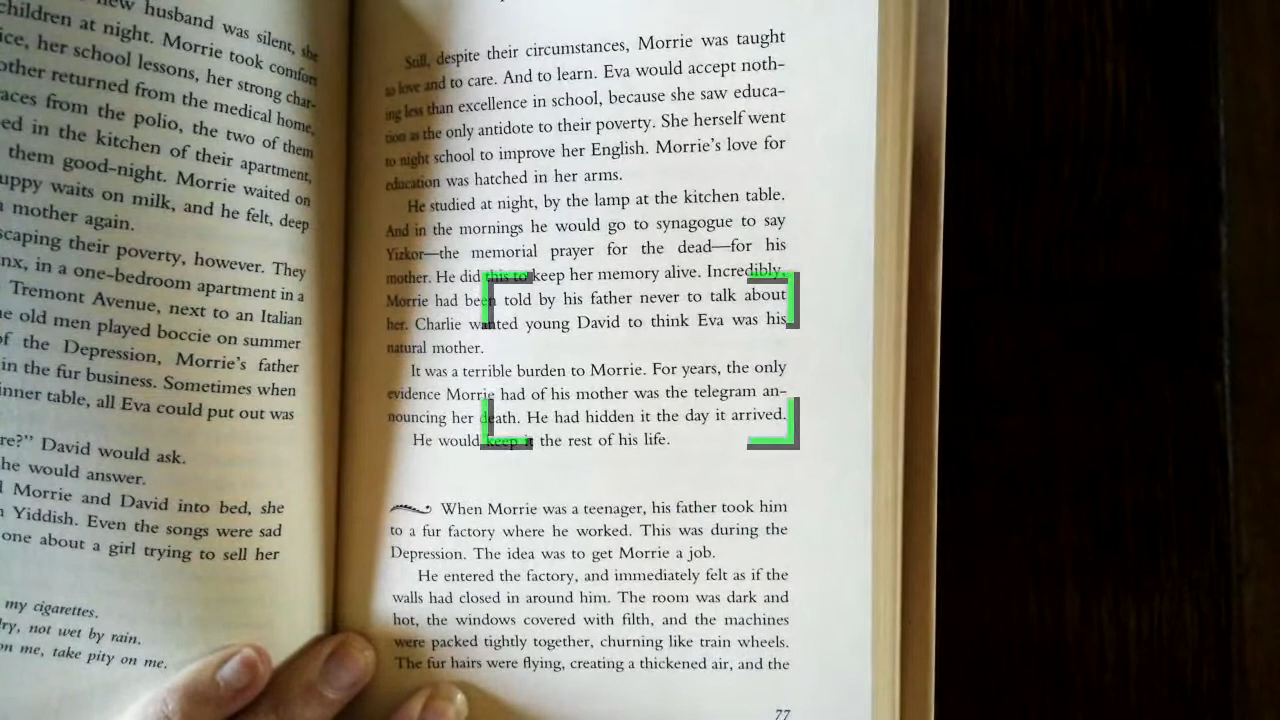 new husband was silent, she
children at night. Morrie took comfort
ice, her school lessons, her strong char-
other returned from the medical home,
aces from the polio, the two of them
ed in the kitchen of their apartment,
them good-night. Morrie waited on
uppy waits on milk, and he felt, deep
mother again.
scaping their poverty, however. They
nx, in a one-bedroom apartment in a
Tremont Avenue, next to an Italian
e old men played boccie on summer
of the Depression, Morrie's father
in the fur business. Sometimes when
inner table, all Eva could put out was
re?" David would ask.
he would answer.
Morrie and David into bed, she
Yiddish. Even the songs were sad
one about a girl trying to sell her
my cigarettes.
ry, not wet by rain.
on me, take pity on me.
Still, despite their circumstances, Morrie was taught
to love and to care. And to learn. Eva would accept noth-
ing less than excellence in school, because she saw educa-
tion as the only antidote to their poverty. She herself went
to night school to improve her English. Morrie's love for
education was hatched in her arms.
He studied at night, by the lamp at the kitchen table.
And in the mornings he would go to synagogue to say
Yizkor—the memorial prayer for the dead—for his
mother. He did this to keep her memory alive. Incredibly,
Morrie had been told by his father never to talk about
her. Charlie wanted young David to think Eva was his
natural mother.
It was a terrible burden to Morrie. For years, the only
evidence Morrie had of his mother was the telegram an-
nouncing her death. He had hidden it the day it arrived.
He would keep it the rest of his life.
When Morrie was a teenager, his father took him
to a fur factory where he worked. This was during the
Depression. The idea was to get Morrie a job.
He entered the factory, and immediately felt as if the
walls had closed in around him. The room was dark and
hot, the windows covered with filth, and the machines
were packed tightly together, churning like train wheels.
The fur hairs were flying, creating a thickened air, and the
77